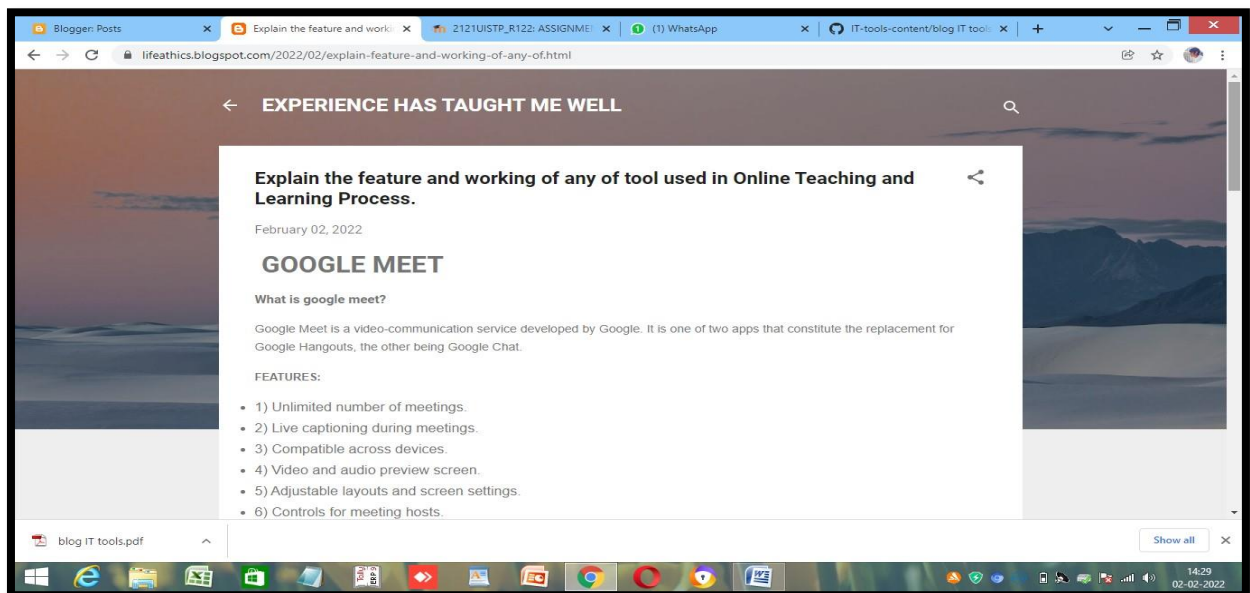 Blogger: Posts
Explain the feature and worki
2121UISTP_R122: ASSIGNMEN
(1) WhatsApp
IT-tools-content/blog IT tools
lifeathics.blogspot.com/2022/02/explain-feature-and-working-of-any-of.html
EXPERIENCE HAS TAUGHT ME WELL
Explain the feature and working of any of tool used in Online Teaching and
Learning Process.
February 02, 2022
GOOGLE MEET
What is google meet?
Google Meet is a video-communication service developed by Google. It is one of two apps that constitute the replacement for
Google Hangouts, the other being Google Chat.
FEATURES:
• 1) Unlimited number of meetings.
• 2) Live captioning during meetings.
• 3) Compatible across devices.
• 4) Video and audio preview screen.
• 5) Adjustable layouts and screen settings.
• 6) Controls for meeting hosts.
blog IT tools.pdf
Show all
14:29
02-02-2022